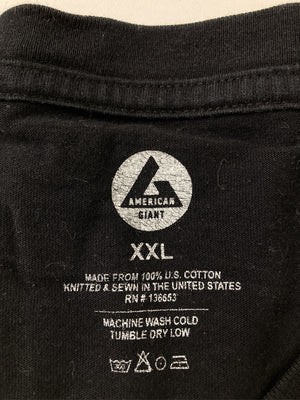 AMERICAN
GIANT
XXL
MADE FROM 100% U.S. COTTON
KNITTED & SEWN IN THE UNITED STATES
RN # 136653
MACHINE WASH COLD
TUMBLE DRY LOW